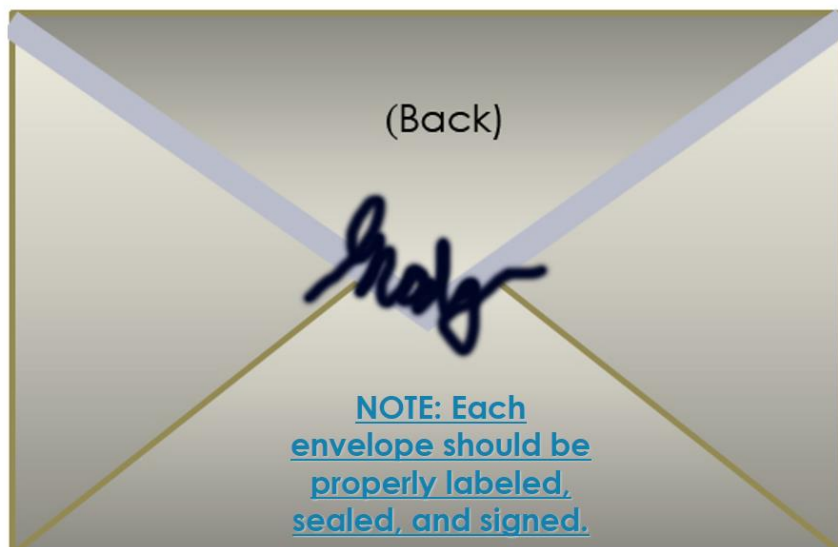 (Back)
NOTE: Each
envelope should be
properly labeled,
sealed, and signed.